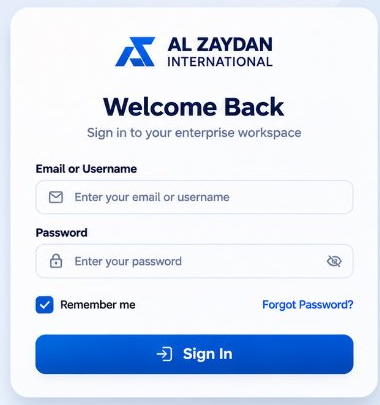 AL ZAYDAN
INTERNATIONAL
Welcome Back
Sign in to your enterprise workspace
Email or Username
Enter your email or username
Password
Enter your password
Remember me
Forgot Password?
Sign In